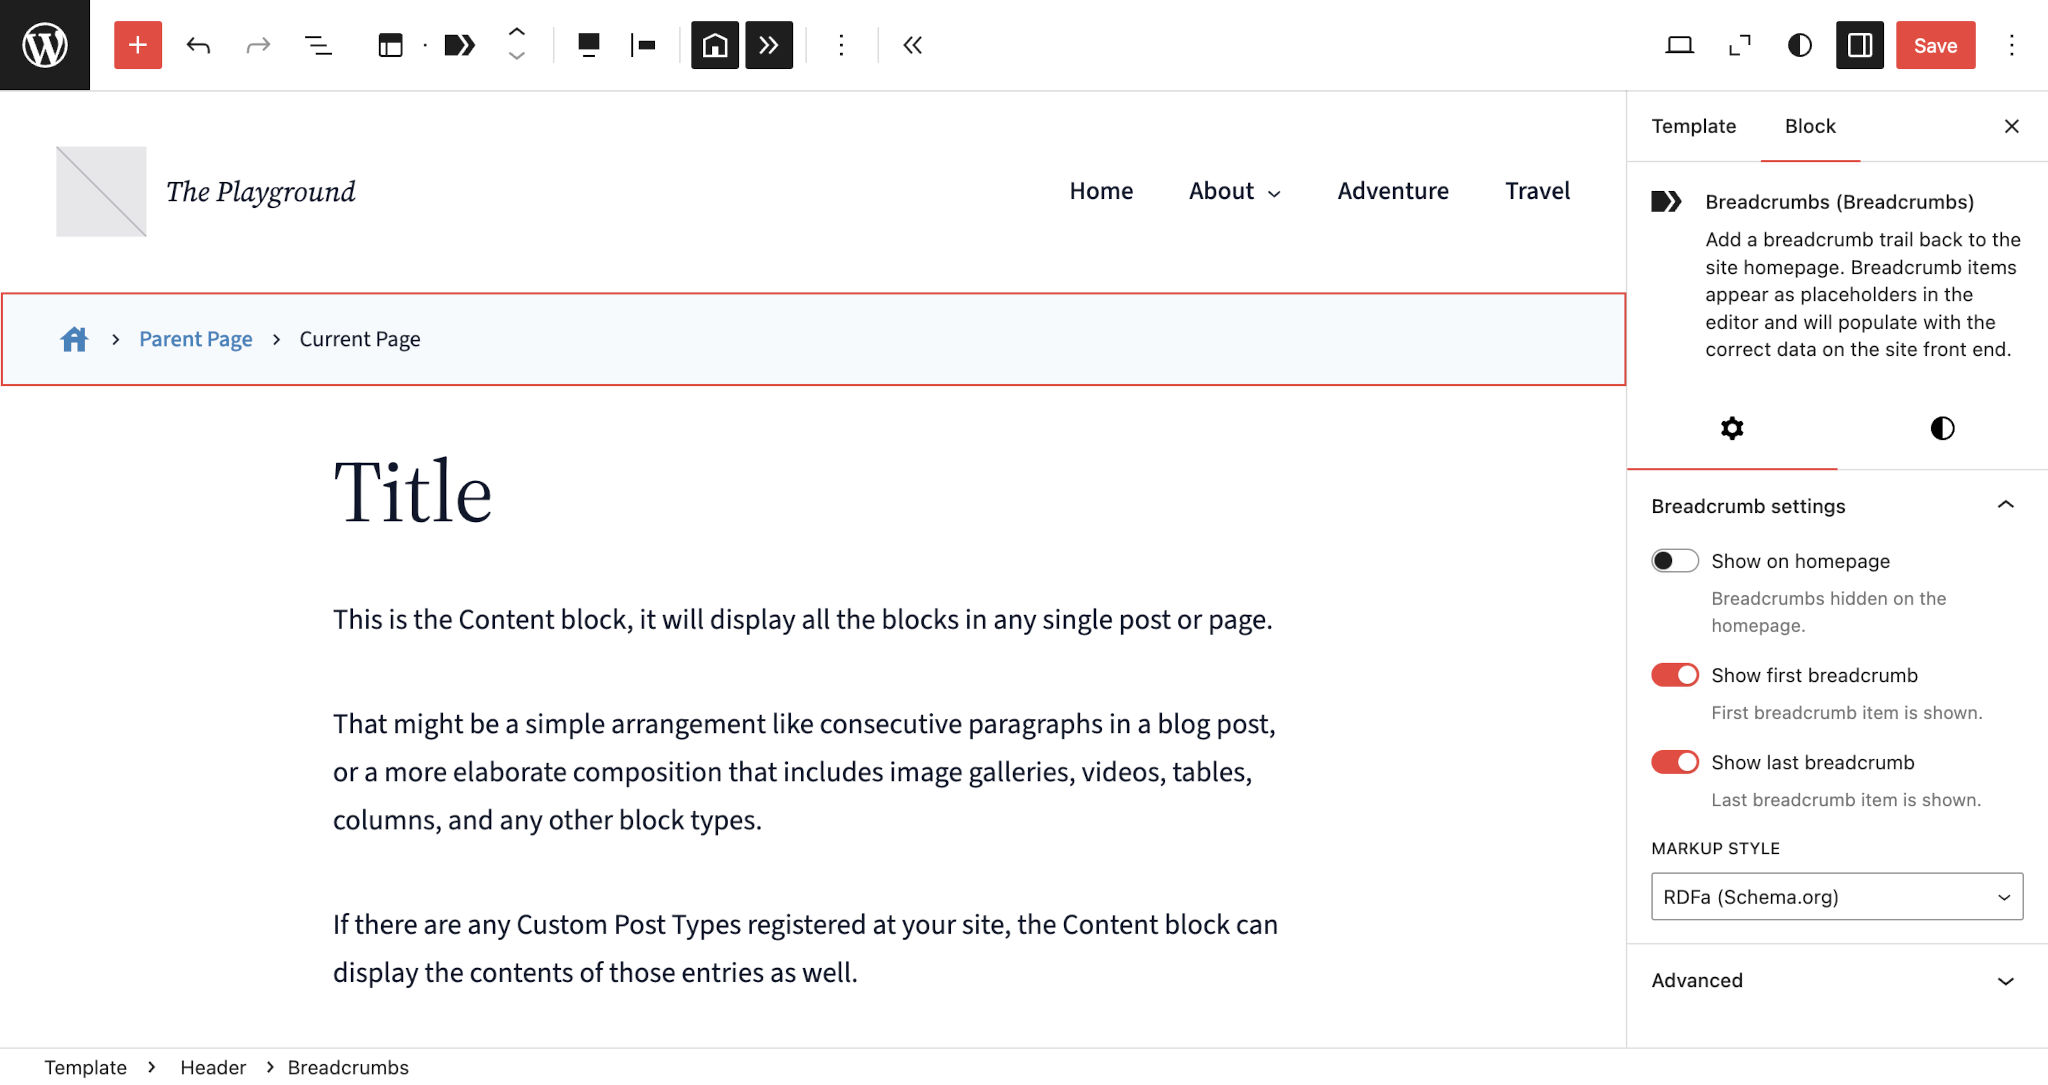 Save
The Playground
Home About Adventure Travel
Parent Page > Current Page
Title
This is the Content block, it will display all the blocks in any single post or page.
That might be a simple arrangement like consecutive paragraphs in a blog post,
or a more elaborate composition that includes image galleries, videos, tables,
columns, and any other block types.
If there are any Custom Post Types registered at your site, the Content block can
display the contents of those entries as well.
Template Block
Breadcrumbs (Breadcrumbs)
Add a breadcrumb trail back to the
site homepage. Breadcrumb items
appear as placeholders in the
editor and will populate with the
correct data on the site front end.
Breadcrumb settings
Show on homepage
Breadcrumbs hidden on the
homepage.
Show first breadcrumb
First breadcrumb item is shown.
Show last breadcrumb
Last breadcrumb item is shown.
MARKUP STYLE
RDFa (Schema.org)
Advanced
Template > Header > Breadcrumbs